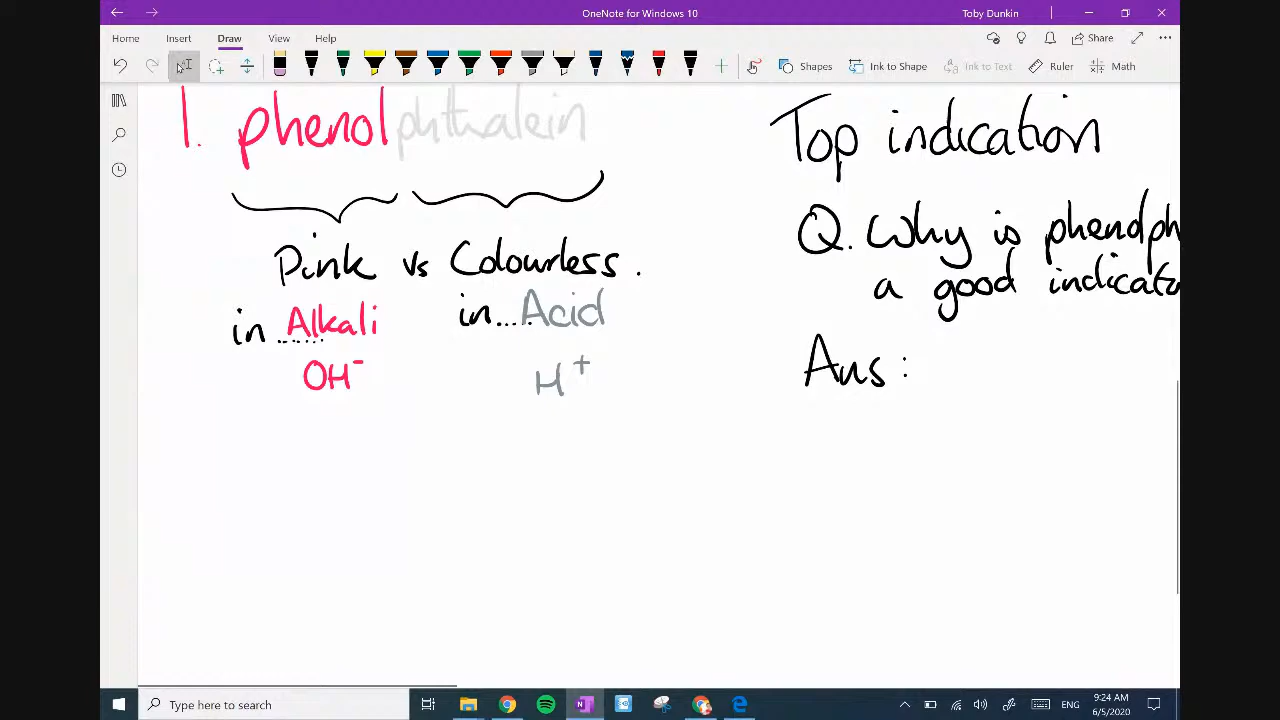 OneNote for Windows 10
Toby Dunkin
Home Insert Draw View Help
Share
Shapes Ink to Shape Ink to Text Ruler Math
1. phenolphthalein
Pink vs Colourless.
in Alkali in.... Acid
OH⁻ H⁺
Top indication
Q. Why is phenolph
a good indicato
Ans:
Type here to search
ENG
9:24 AM
6/5/2020